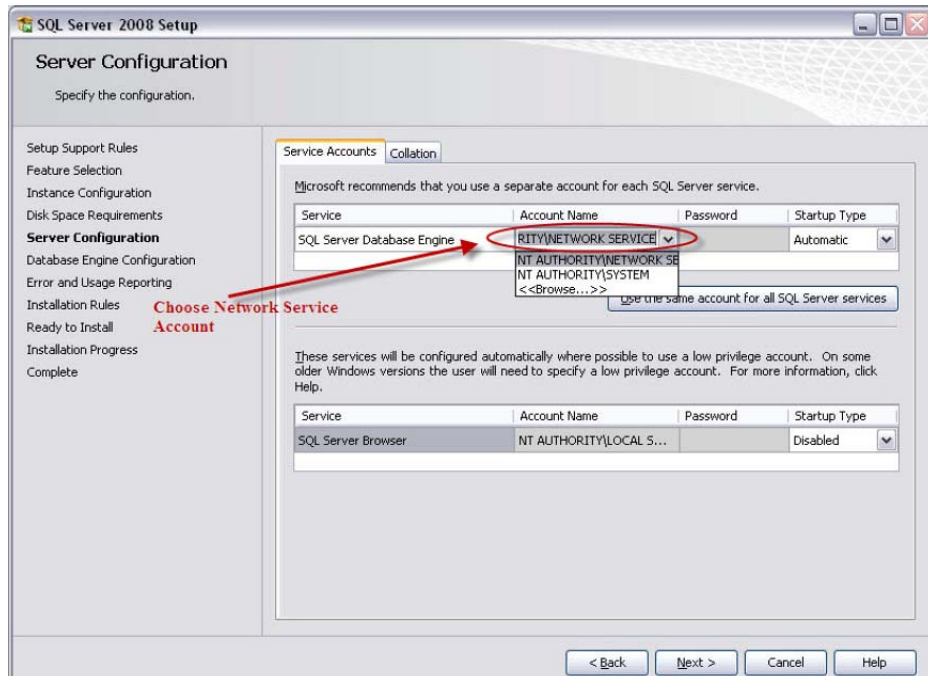 SQL Server 2008 Setup
Server Configuration
Specify the configuration.
Setup Support Rules
Feature Selection
Instance Configuration
Disk Space Requirements
Server Configuration
Database Engine Configuration
Error and Usage Reporting
Installation Rules
Ready to Install
Installation Progress
Complete
Choose Network Service
Account
Service Accounts
Collation
Microsoft recommends that you use a separate account for each SQL Server service.
Service Account Name Password Startup Type
SQL Server Database Engine RITY\NETWORK SERVICE Automatic
NT AUTHORITY\NETWORK SE
NT AUTHORITY\SYSTEM
<<Browse...>>
Use the same account for all SQL Server services
These services will be configured automatically where possible to use a low privilege account. On some
older Windows versions the user will need to specify a low privilege account. For more information, click
Help.
Service Account Name Password Startup Type
SQL Server Browser NT AUTHORITY\LOCAL S... Disabled
< Back Next > Cancel Help